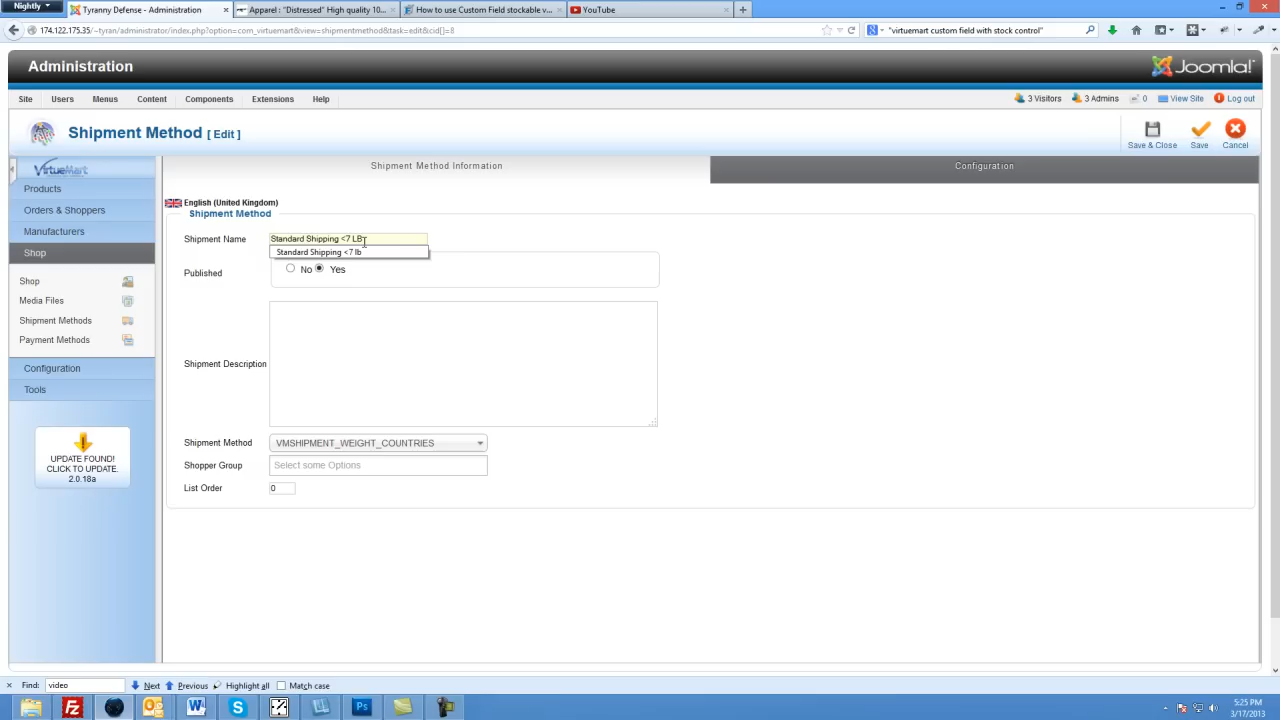 Nightly
Tyranny Defense - Administration
Apparel : "Distressed" High quality 10...
How to use Custom Field stockable v...
YouTube
174.122.175.35/~tyran/administrator/index.php?option=com_virtuemart&view=shipmentmethod&task=edit&cid[]=8
"virtuemart custom field with stock control"
Administration
Joomla!
Site Users Menus Content Components Extensions Help
3 Visitors 3 Admins 0 View Site Log out
Shipment Method [ Edit ]
Save & Close Save Cancel
VirtueMart
Products
Orders & Shoppers
Manufacturers
Shop
Shop
Media Files
Shipment Methods
Payment Methods
Configuration
Tools
UPDATE FOUND!
CLICK TO UPDATE.
2.0.18a
Shipment Method Information
Configuration
English (United Kingdom)
Shipment Method
Shipment Name Standard Shipping <7 LB
Standard Shipping <7 lb
Published No Yes
Shipment Description
Shipment Method VMSHIPMENT_WEIGHT_COUNTRIES
Shopper Group Select some Options
List Order 0
Find: video Next Previous Highlight all Match case
5:25 PM
3/17/2013